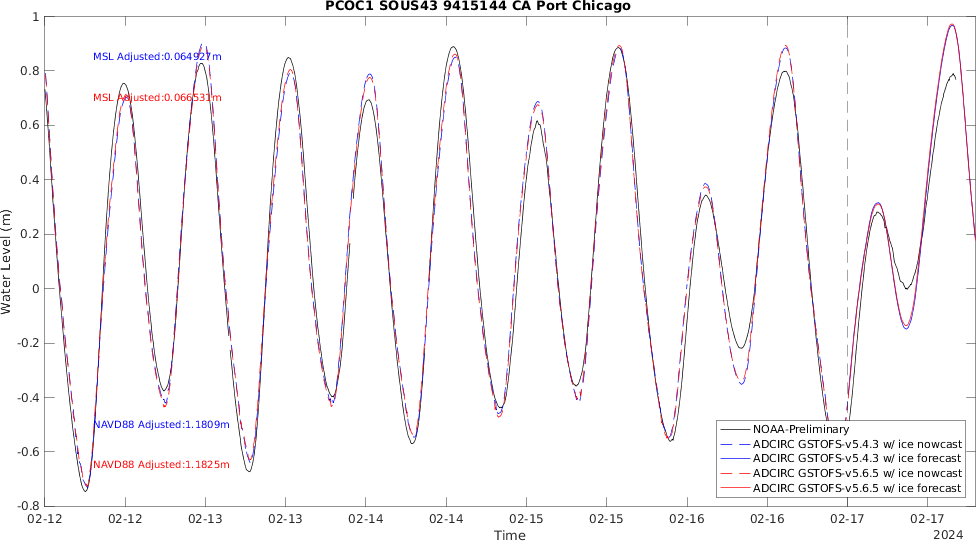 PCOC1 SOUS43 9415144 CA Port Chicago
1
0.8
0.6
0.4
0.2
0
-0.2
-0.4
-0.6
-0.8
Water Level (m)
MSL Adjusted:0.064927m
MSL Adjusted:0.066531m
NAVD88 Adjusted:1.1809m
NAVD88 Adjusted:1.1825m
NOAA-Preliminary
ADCIRC GSTOFS-v5.4.3 w/ ice nowcast
ADCIRC GSTOFS-v5.4.3 w/ ice forecast
ADCIRC GSTOFS-v5.6.5 w/ ice nowcast
ADCIRC GSTOFS-v5.6.5 w/ ice forecast
02-12 02-12 02-13 02-13 02-14 02-14 02-15 02-15 02-16 02-16 02-17 02-17
2024
Time